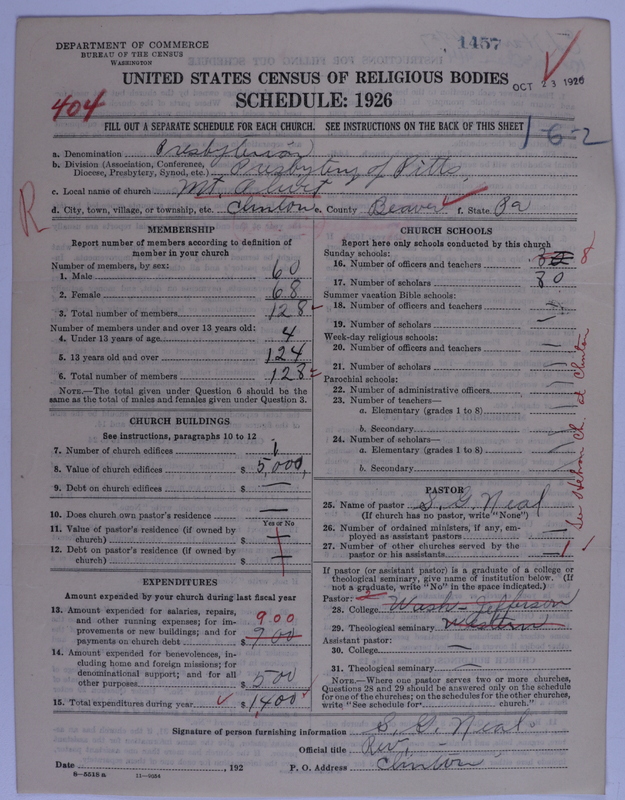 DEPARTMENT OF COMMERCE
BUREAU OF THE CENSUS
WASHINGTON
1457
OCT 23 1926
UNITED STATES CENSUS OF RELIGIOUS BODIES
SCHEDULE: 1926
404
FILL OUT A SEPARATE SCHEDULE FOR EACH CHURCH. SEE INSTRUCTIONS ON THE BACK OF THIS SHEET
1-6-2
a. Denomination Presbyterian
b. Division (Association, Conference, Diocese, Presbytery, Synod, etc.) Presbytery of Pitts.
c. Local name of church Mt. Olivet
d. City, town, village, or township, etc. Clinton e. County Beaver f. State Pa
R
MEMBERSHIP
Report number of members according to definition of
member in your church
Number of members, by sex:
1. Male 60
2. Female 68
3. Total number of members 128
Number of members under and over 13 years old:
4. Under 13 years of age 4
5. 13 years old and over 124
6. Total number of members 128
NOTE.—The total given under Question 6 should be
same as the total of males and females given under Question 3.
CHURCH BUILDINGS
See instructions, paragraphs 10 to 12
7. Number of church edifices 1
8. Value of church edifices $ 5,000,
9. Debt on church edifices $ —
10. Does church own pastor's residence —
Yes or No
11. Value of pastor's residence (if owned by
church) $ —
12. Debt on pastor's residence (if owned by
church) $ —
EXPENDITURES
Amount expended by your church during last fiscal year
13. Amount expended for salaries, repairs,
and other running expenses; for im-
provements or new buildings; and for
payments on church debt $ 900
900
14. Amount expended for benevolences, in-
cluding home and foreign missions; for
denominational support; and for all
other purposes $ 500
15. Total expenditures during year $ 1400
CHURCH SCHOOLS
Report here only schools conducted by this church
Sunday schools:
16. Number of officers and teachers 8
17. Number of scholars 80
Summer vacation Bible schools:
18. Number of officers and teachers
19. Number of scholars —
Week-day religious schools:
20. Number of officers and teachers —
21. Number of scholars —
Parochial schools:
22. Number of administrative officers —
23. Number of teachers—
a. Elementary (grades 1 to 8) —
b. Secondary —
24. Number of scholars—
a. Elementary (grades 1 to 8) —
b. Secondary —
PASTOR
25. Name of pastor S. G. Neal
(If church has no pastor, write "None")
26. Number of ordained ministers, if any, em-
ployed as assistant pastors —
27. Number of other churches served by the
pastor or his assistants 1
If pastor (or assistant pastor) is a graduate of a college or
theological seminary, give name of institution below. (If
not a graduate, write "No" in the space indicated.)
Pastor:
28. College Wash-Jefferson
29. Theological seminary Western
Assistant pastor:
30. College —
31. Theological seminary —
NOTE.—Where one pastor serves two or more churches,
Questions 28 and 29 should be answered only on the schedule
for one of the churches; on the schedules for the other churches,
write "See schedule for church."
Signature of person furnishing information S. G. Neal
Official title Rev.
Date , 192 P. O. Address Clinton,
8—5518 a 11—9054